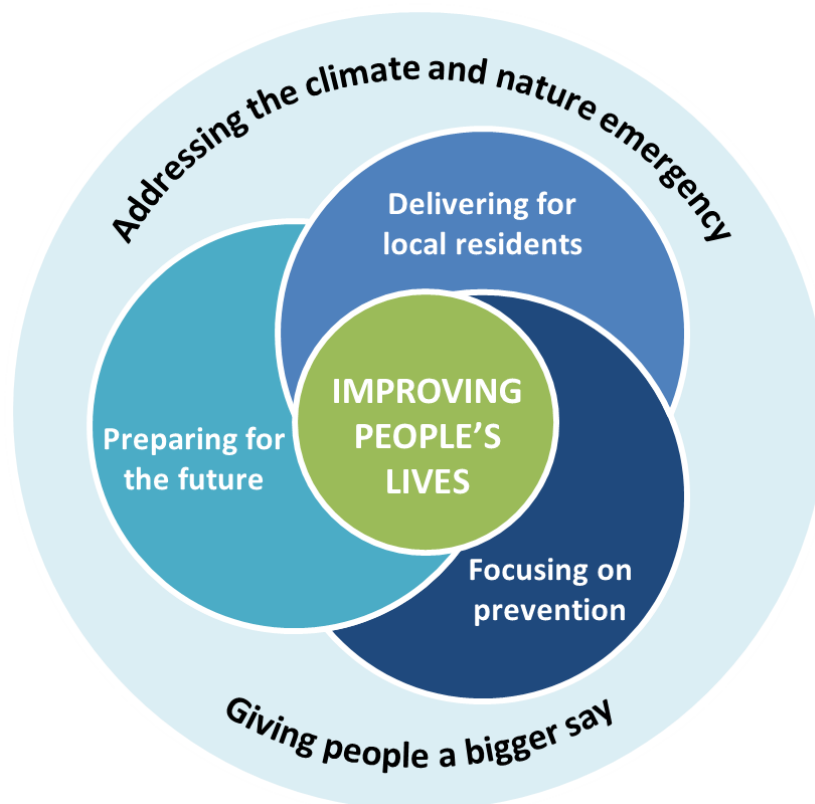 Addressing the climate and nature emergency
Delivering for
local residents
IMPROVING
PEOPLE’S
LIVES
Preparing for
the future
Focusing on
prevention
Giving people a bigger say